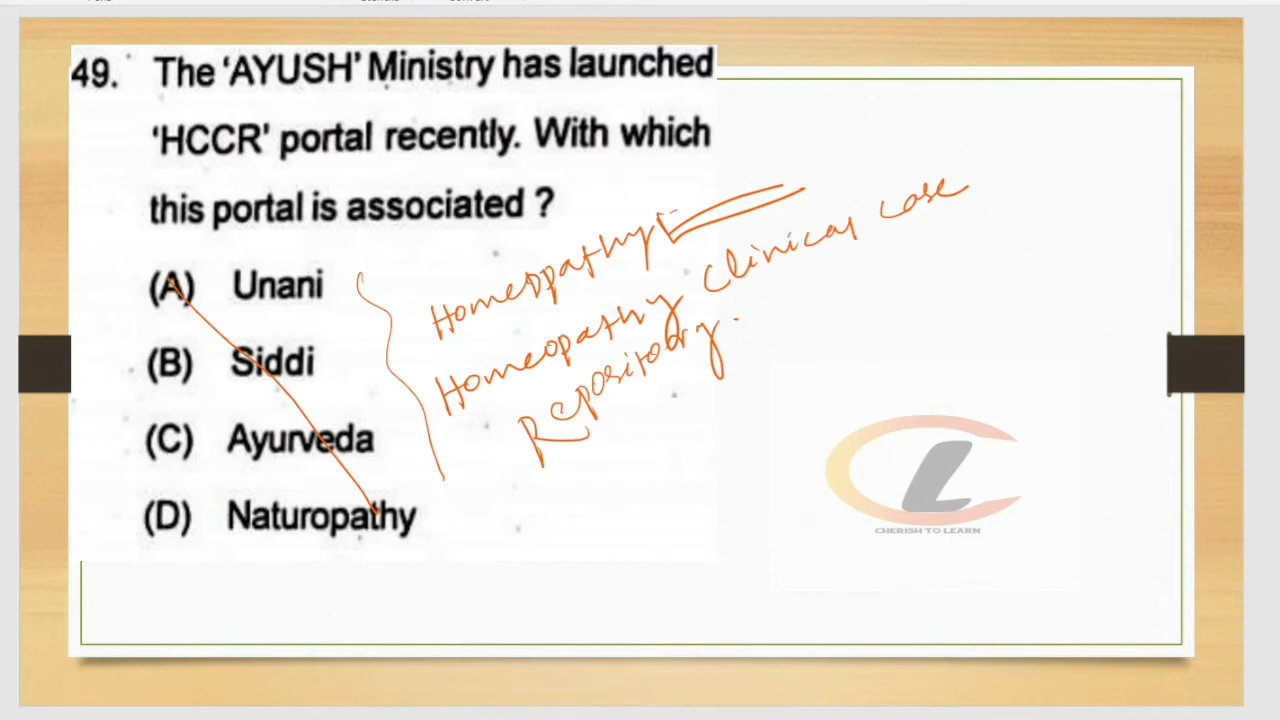 49. The 'AYUSH' Ministry has launched
'HCCR' portal recently. With which
this portal is associated ?
(A) Unani
(B) Siddi
(C) Ayurveda
(D) Naturopathy
Homeopathy
Homeopathy Clinical case
Repository.
CL
CHERISH TO LEARN